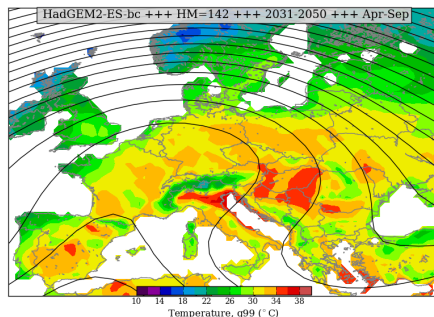 HadGEM2-ES-bc +++ HM=142 +++ 2031-2050 +++ Apr-Sep
10 14 18 22 26 30 34 38
Temperature, q99 (°C)